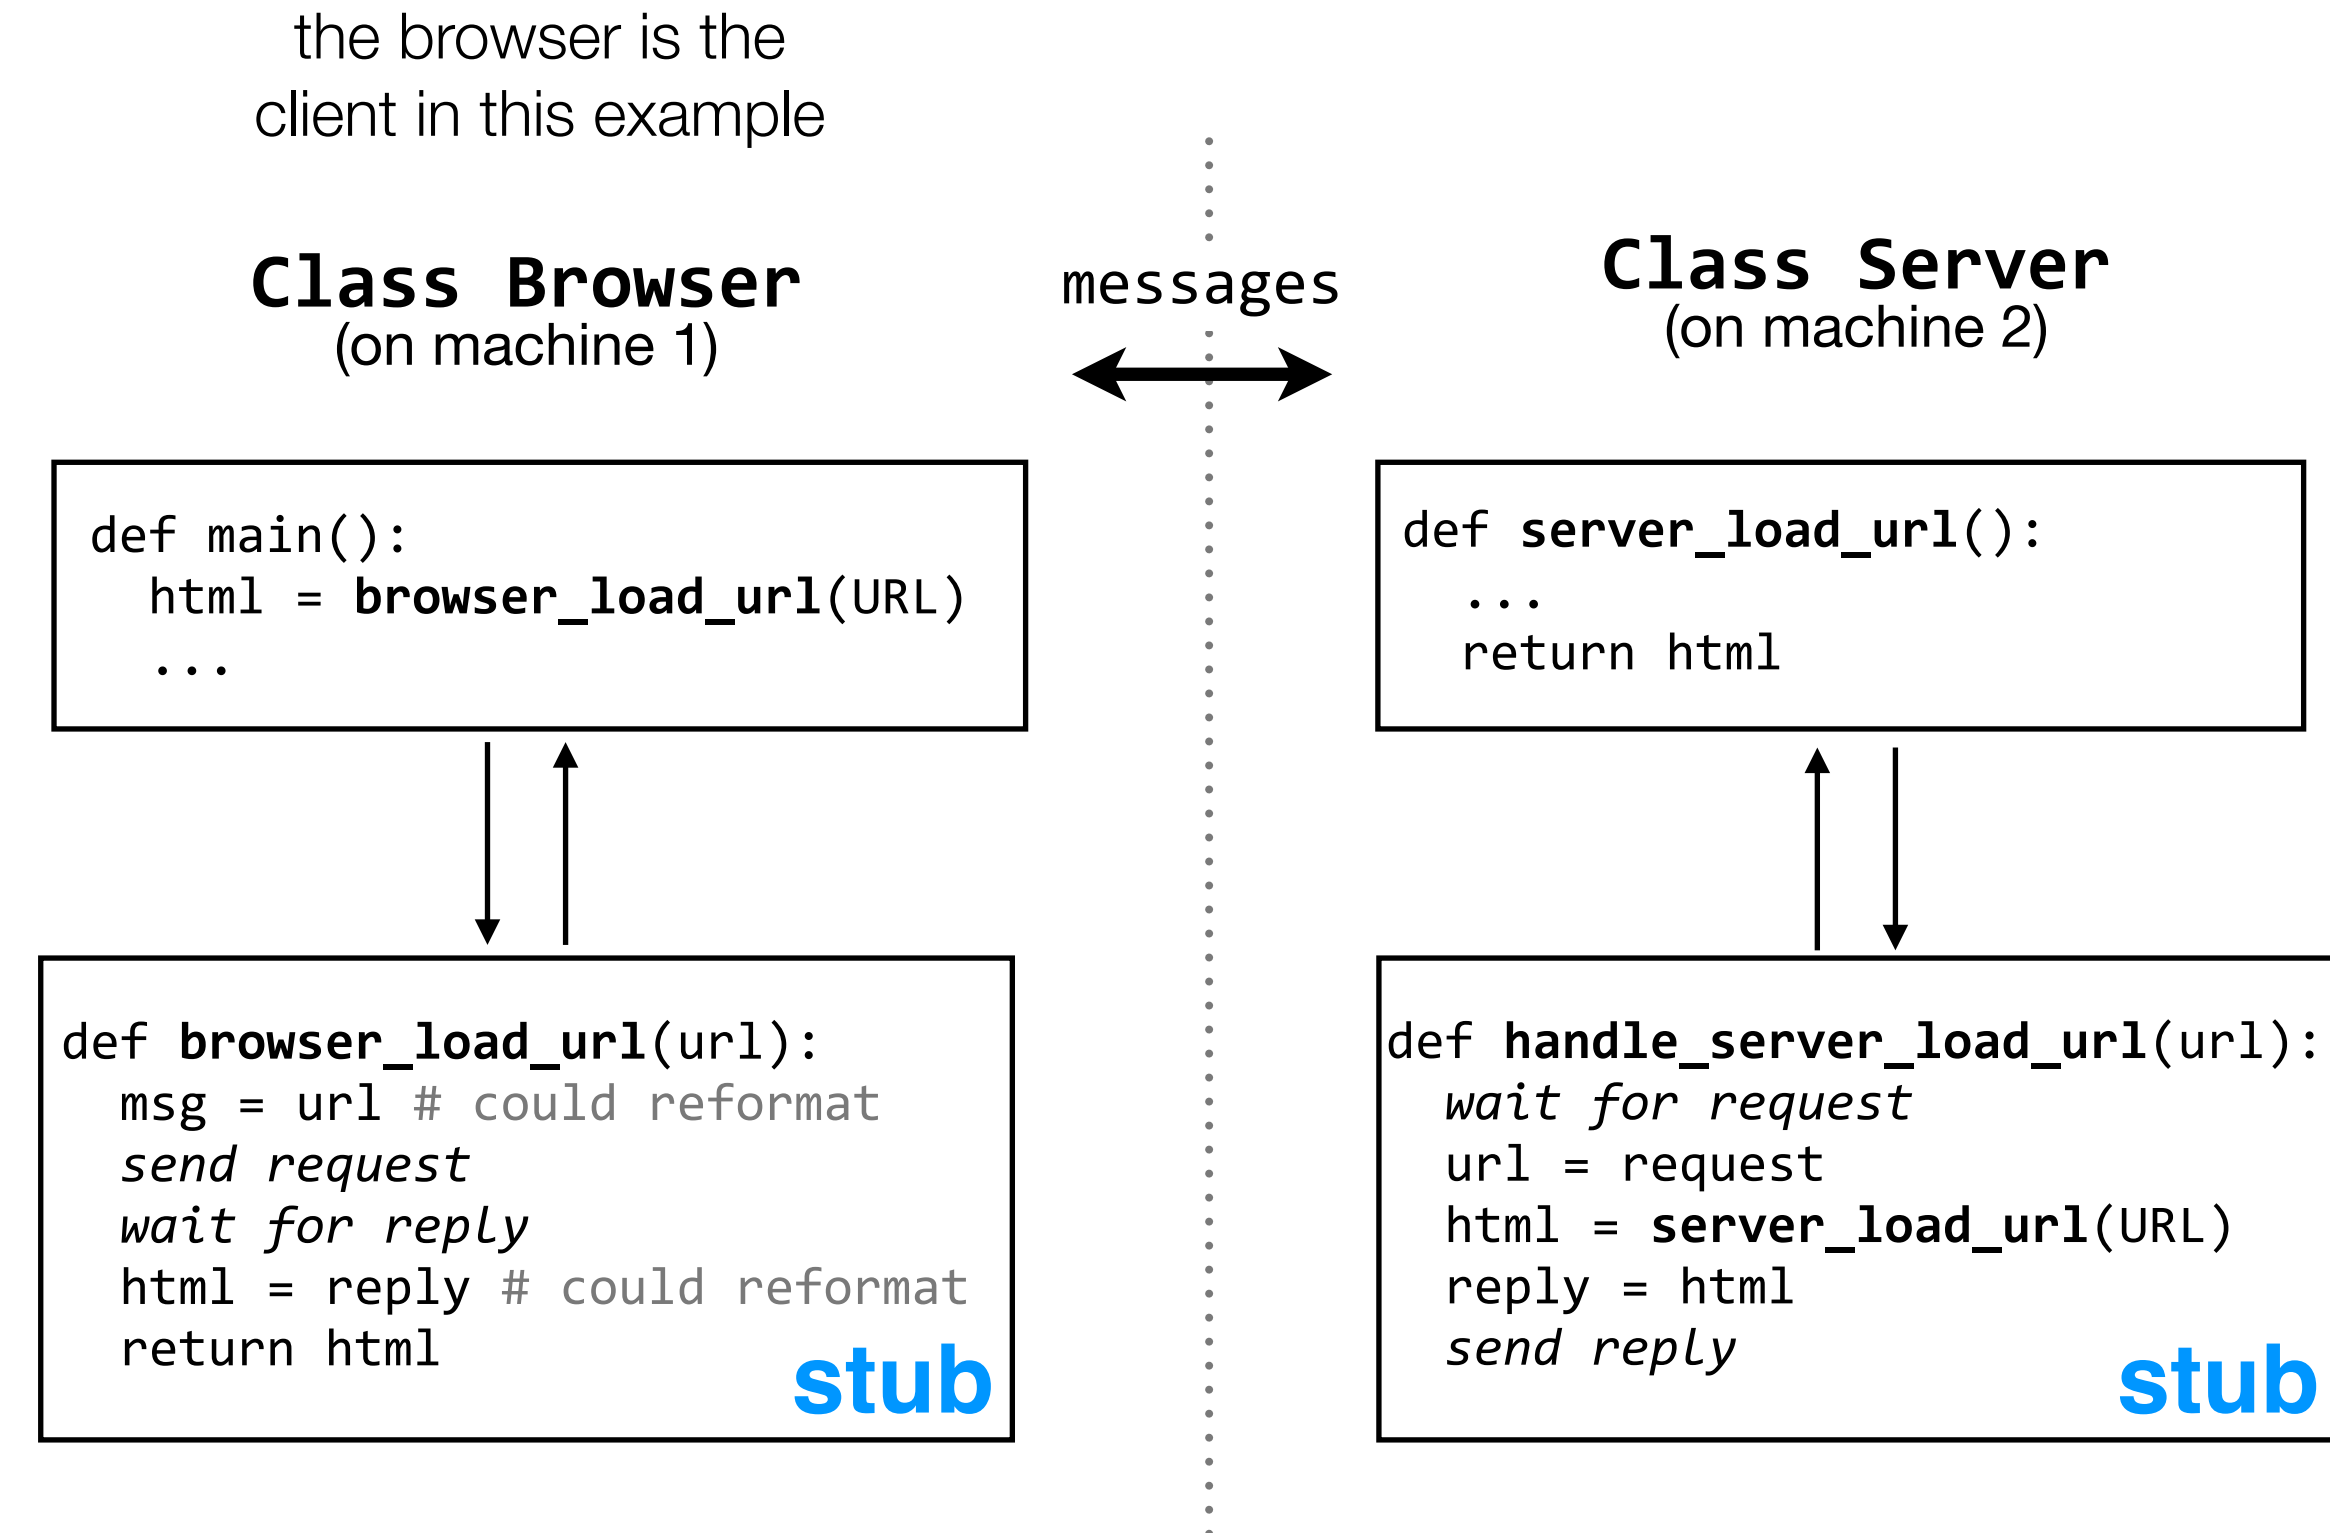 the browser is the
client in this example
Class Browser
(on machine 1)
messages
Class Server
(on machine 2)
def main():
  html = browser_load_url(URL)
  ...
def server_load_url():
  ...
  return html
def browser_load_url(url):
  msg = url # could reformat
  send request
  wait for reply
  html = reply # could reformat
  return html
stub
def handle_server_load_url(url):
  wait for request
  url = request
  html = server_load_url(URL)
  reply = html
  send reply
stub